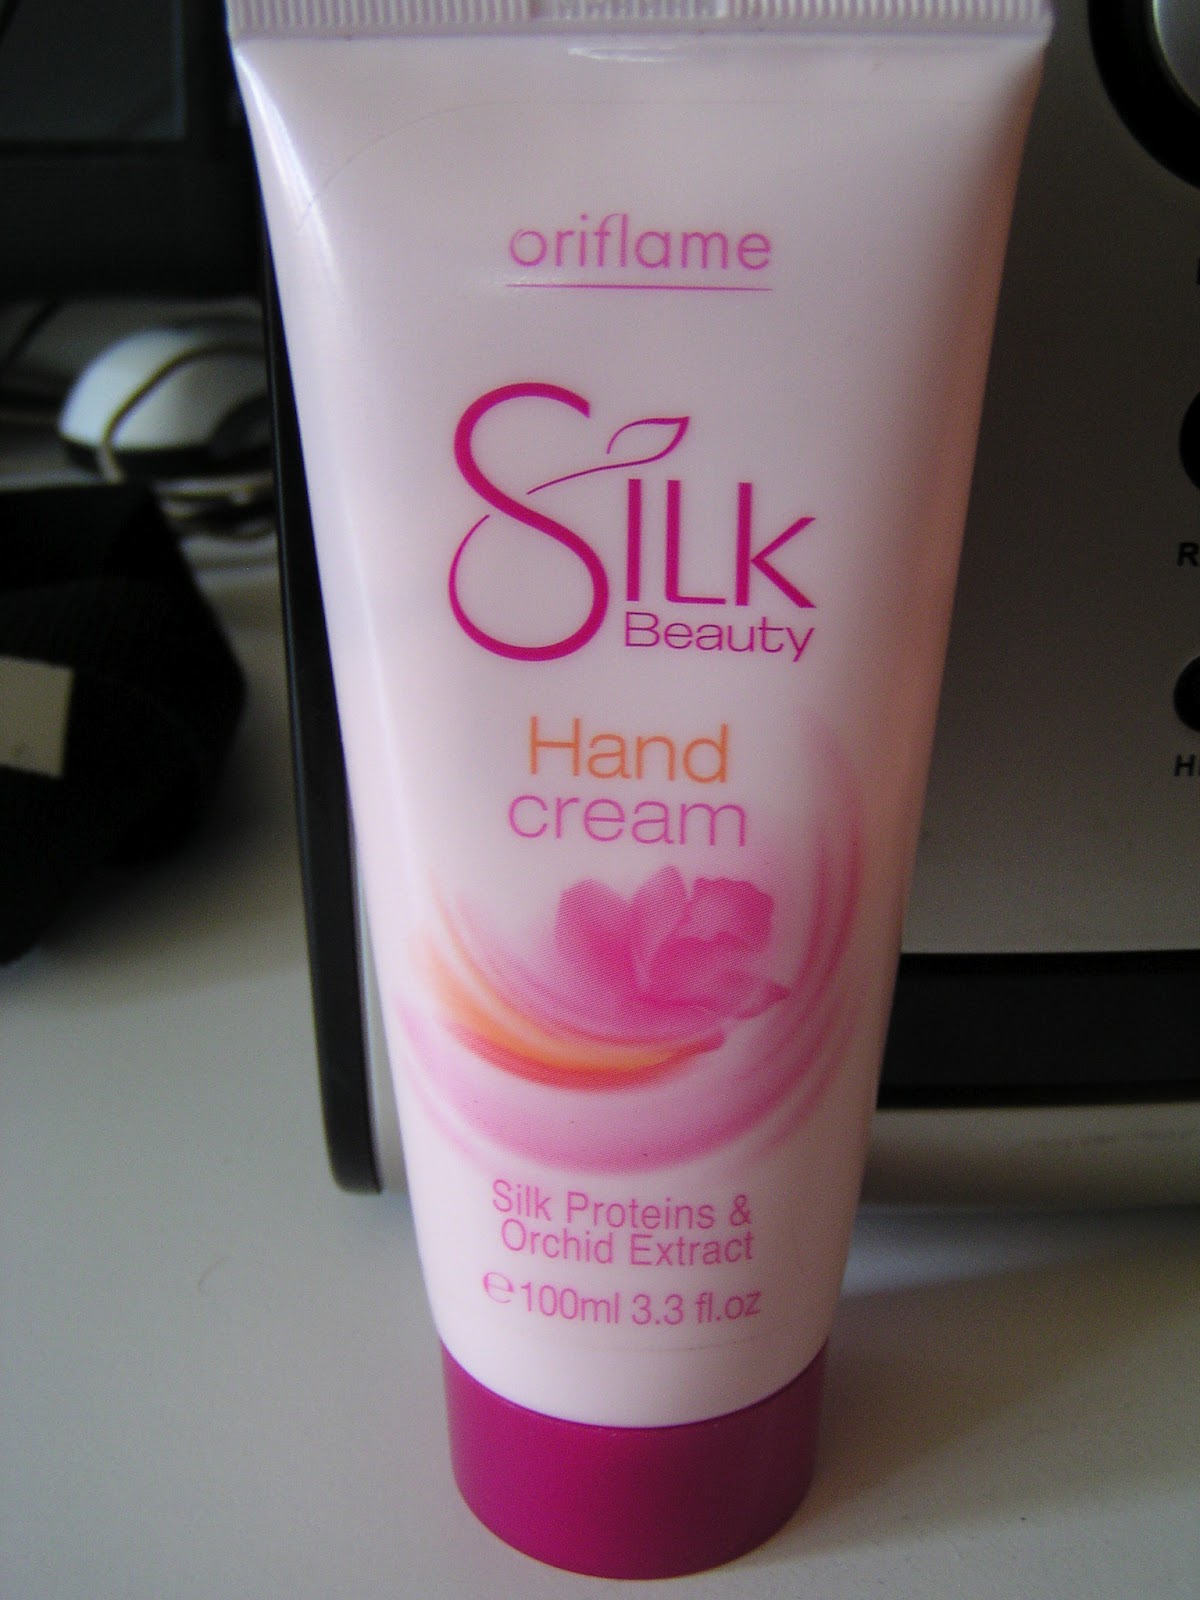 oriflame
SILK
Beauty
Hand
cream
Silk Proteins &
Orchid Extract
℮100ml 3.3 fl.oz